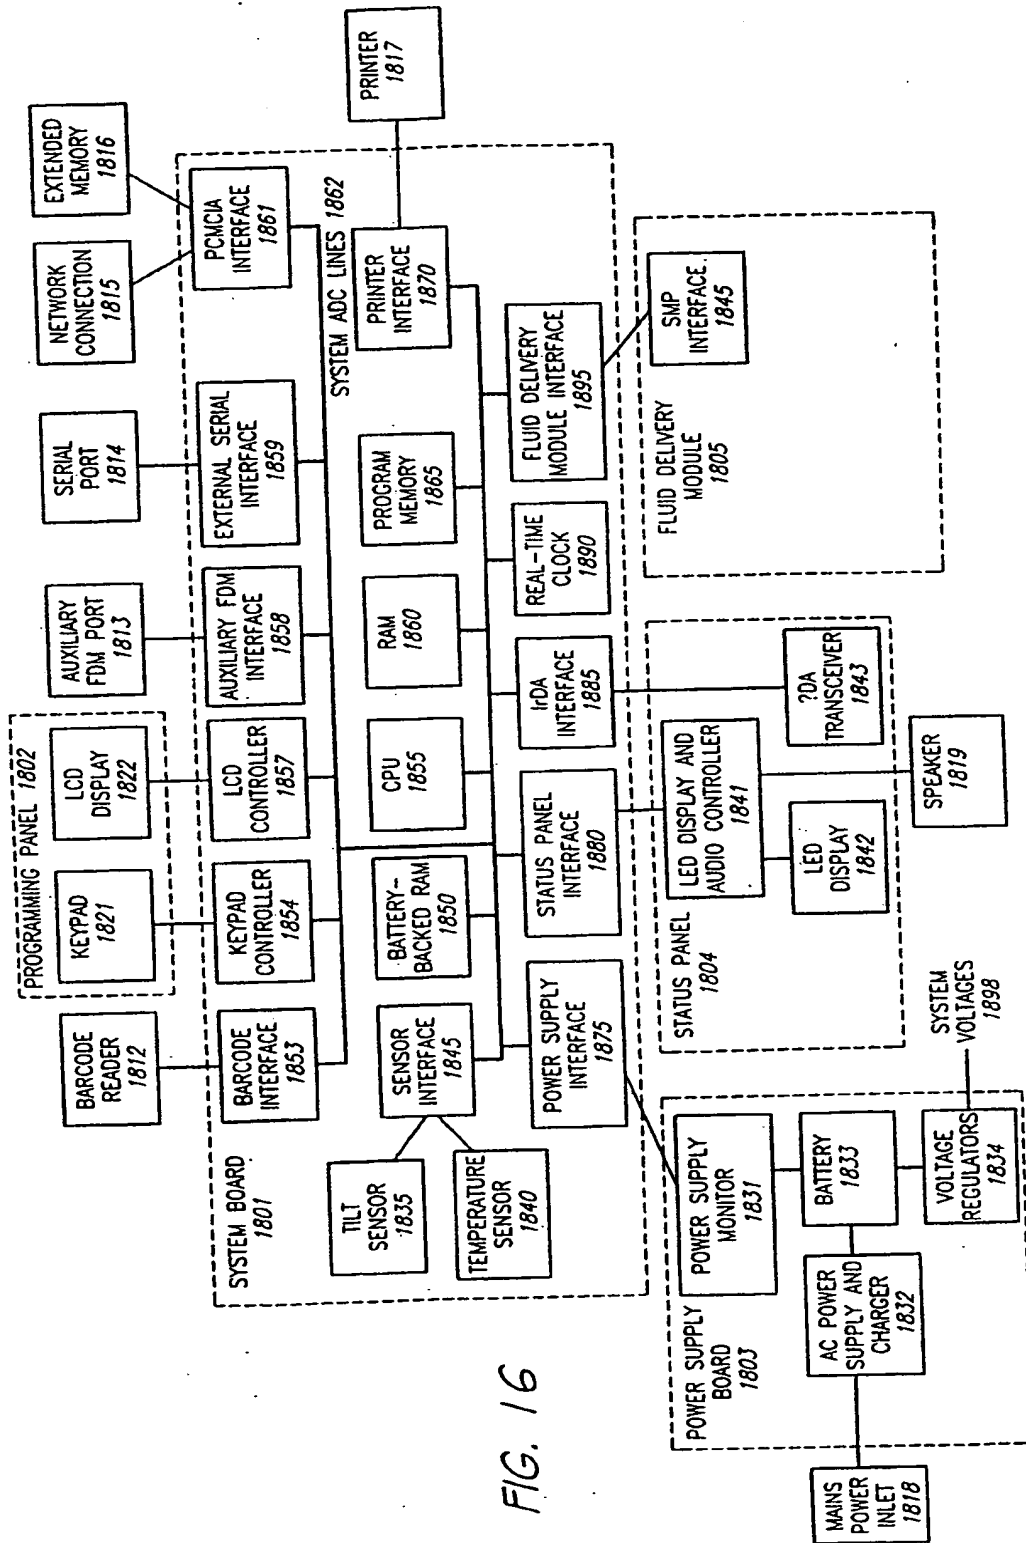 PROGRAMMING PANEL 1802
BARCODE
READER
1812
KEYPAD
1821
LCD
DISPLAY
1822
AUXILIARY
FDM PORT
1813
SERIAL
PORT
1814
NETWORK
CONNECTION
1815
EXTENDED
MEMORY
1816
SYSTEM BOARD
1801
BARCODE
INTERFACE
1853
KEYPAD
CONTROLLER
1854
LCD
CONTROLLER
1857
AUXILIARY FDM
INTERFACE
1858
EXTERNAL SERIAL
INTERFACE
1859
PCMCIA
INTERFACE
1861
SYSTEM ADC LINES 1862
PRINTER
1817
TILT
SENSOR
1835
TEMPERATURE
SENSOR
1840
SENSOR
INTERFACE
1845
BATTERY-
BACKED RAM
1850
CPU
1855
RAM
1860
PROGRAM
MEMORY
1865
PRINTER
INTERFACE
1870
POWER SUPPLY
INTERFACE
1875
STATUS PANEL
INTERFACE
1880
IrDA
INTERFACE
1885
REAL-TIME
CLOCK
1890
FLUID DELIVERY
MODULE INTERFACE
1895
POWER SUPPLY
BOARD
1803
POWER SUPPLY
MONITOR
1831
STATUS PANEL
1804
LED DISPLAY AND
AUDIO CONTROLLER
1841
FLUID DELIVERY
MODULE
1805
SMP
INTERFACE
1845
MAINS
POWER
INLET
1818
AC POWER
SUPPLY AND
CHARGER
1832
BATTERY
1833
LED
DISPLAY
1842
?DA
TRANSCEIVER
1843
VOLTAGE
REGULATORS
1834
SYSTEM
VOLTAGES
1898
SPEAKER
1819
FIG. 16